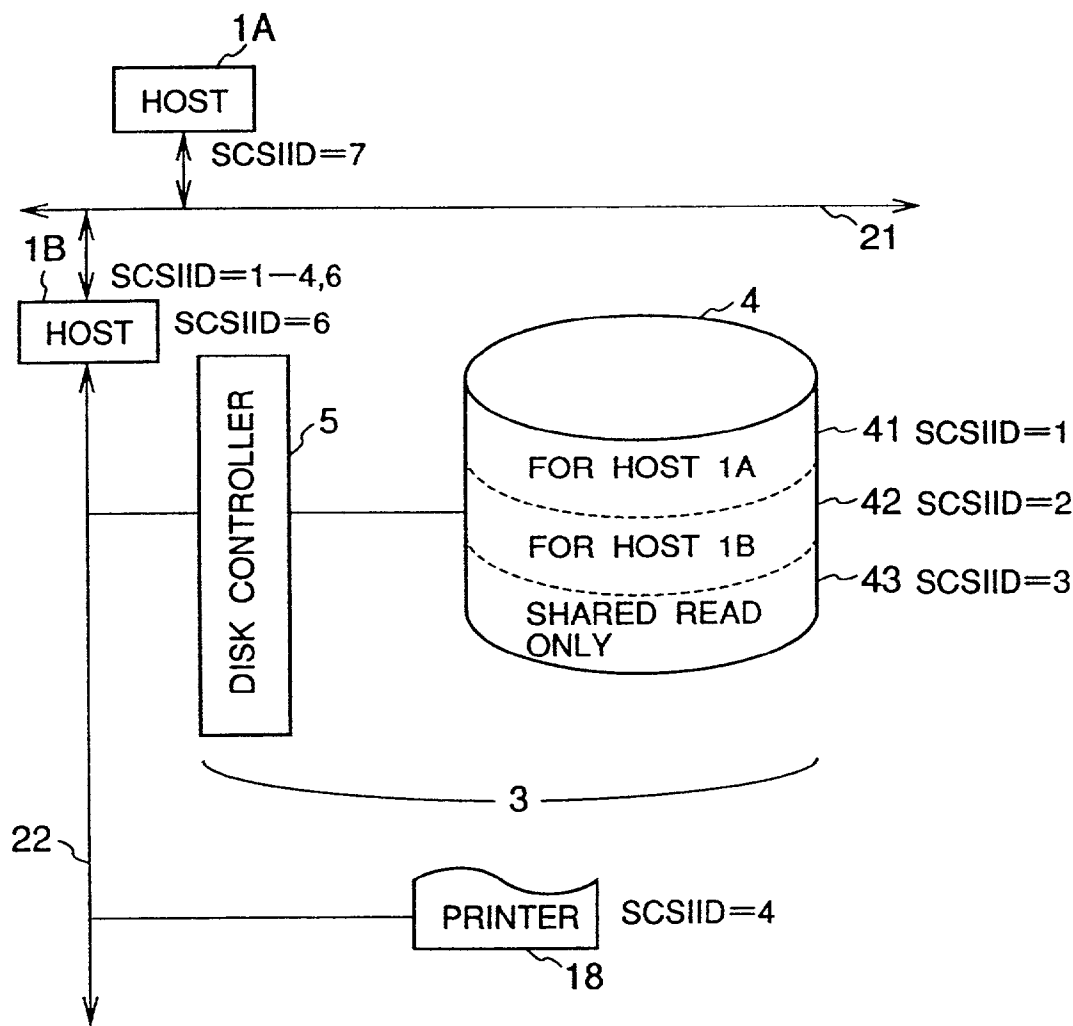 1A
HOST
SCSIID=7
21
1B
SCSIID=1-4,6
HOST
SCSIID=6
4
5
DISK CONTROLLER
41 SCSIID=1
FOR HOST 1A
42 SCSIID=2
FOR HOST 1B
43 SCSIID=3
SHARED READ
ONLY
3
22
PRINTER
SCSIID=4
18